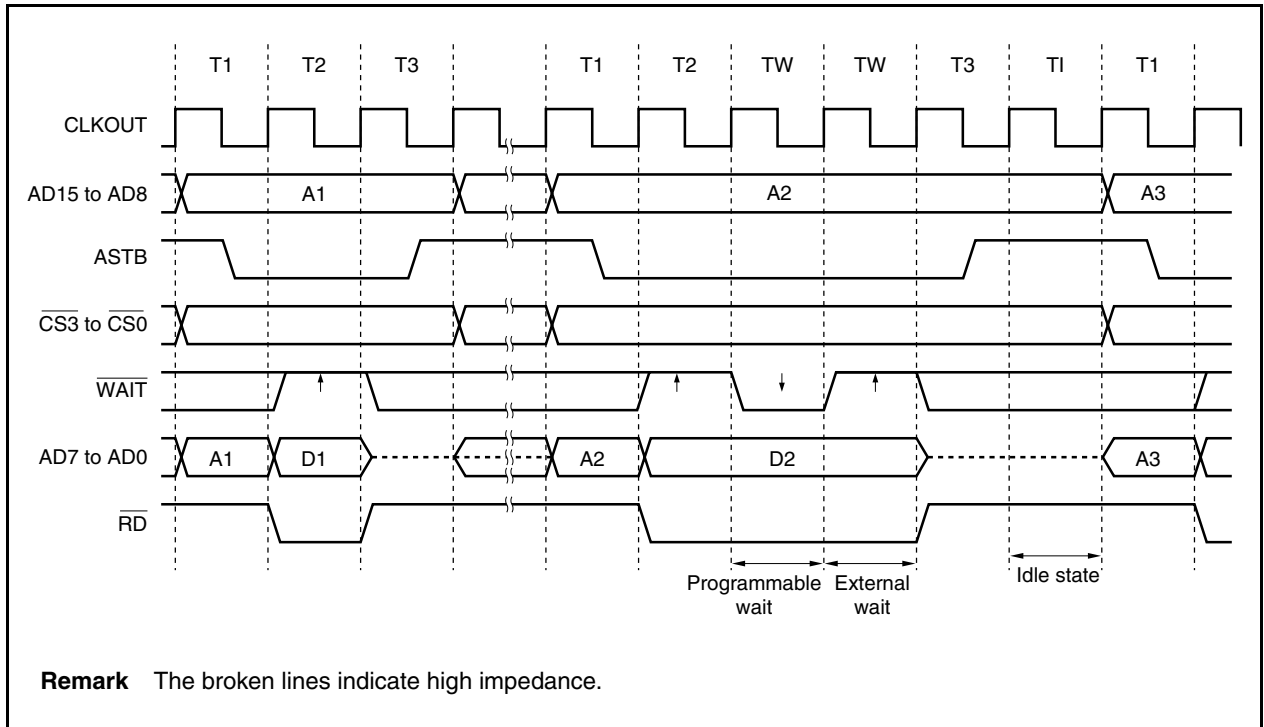 T1 T2 T3 T1 T2 TW TW T3 TI T1
CLKOUT
AD15 to AD8 A1 A2 A3
ASTB
CS3 to CS0
WAIT
AD7 to AD0 A1 D1 A2 D2 A3
RD
Programmable wait
External wait
Idle state
Remark The broken lines indicate high impedance.